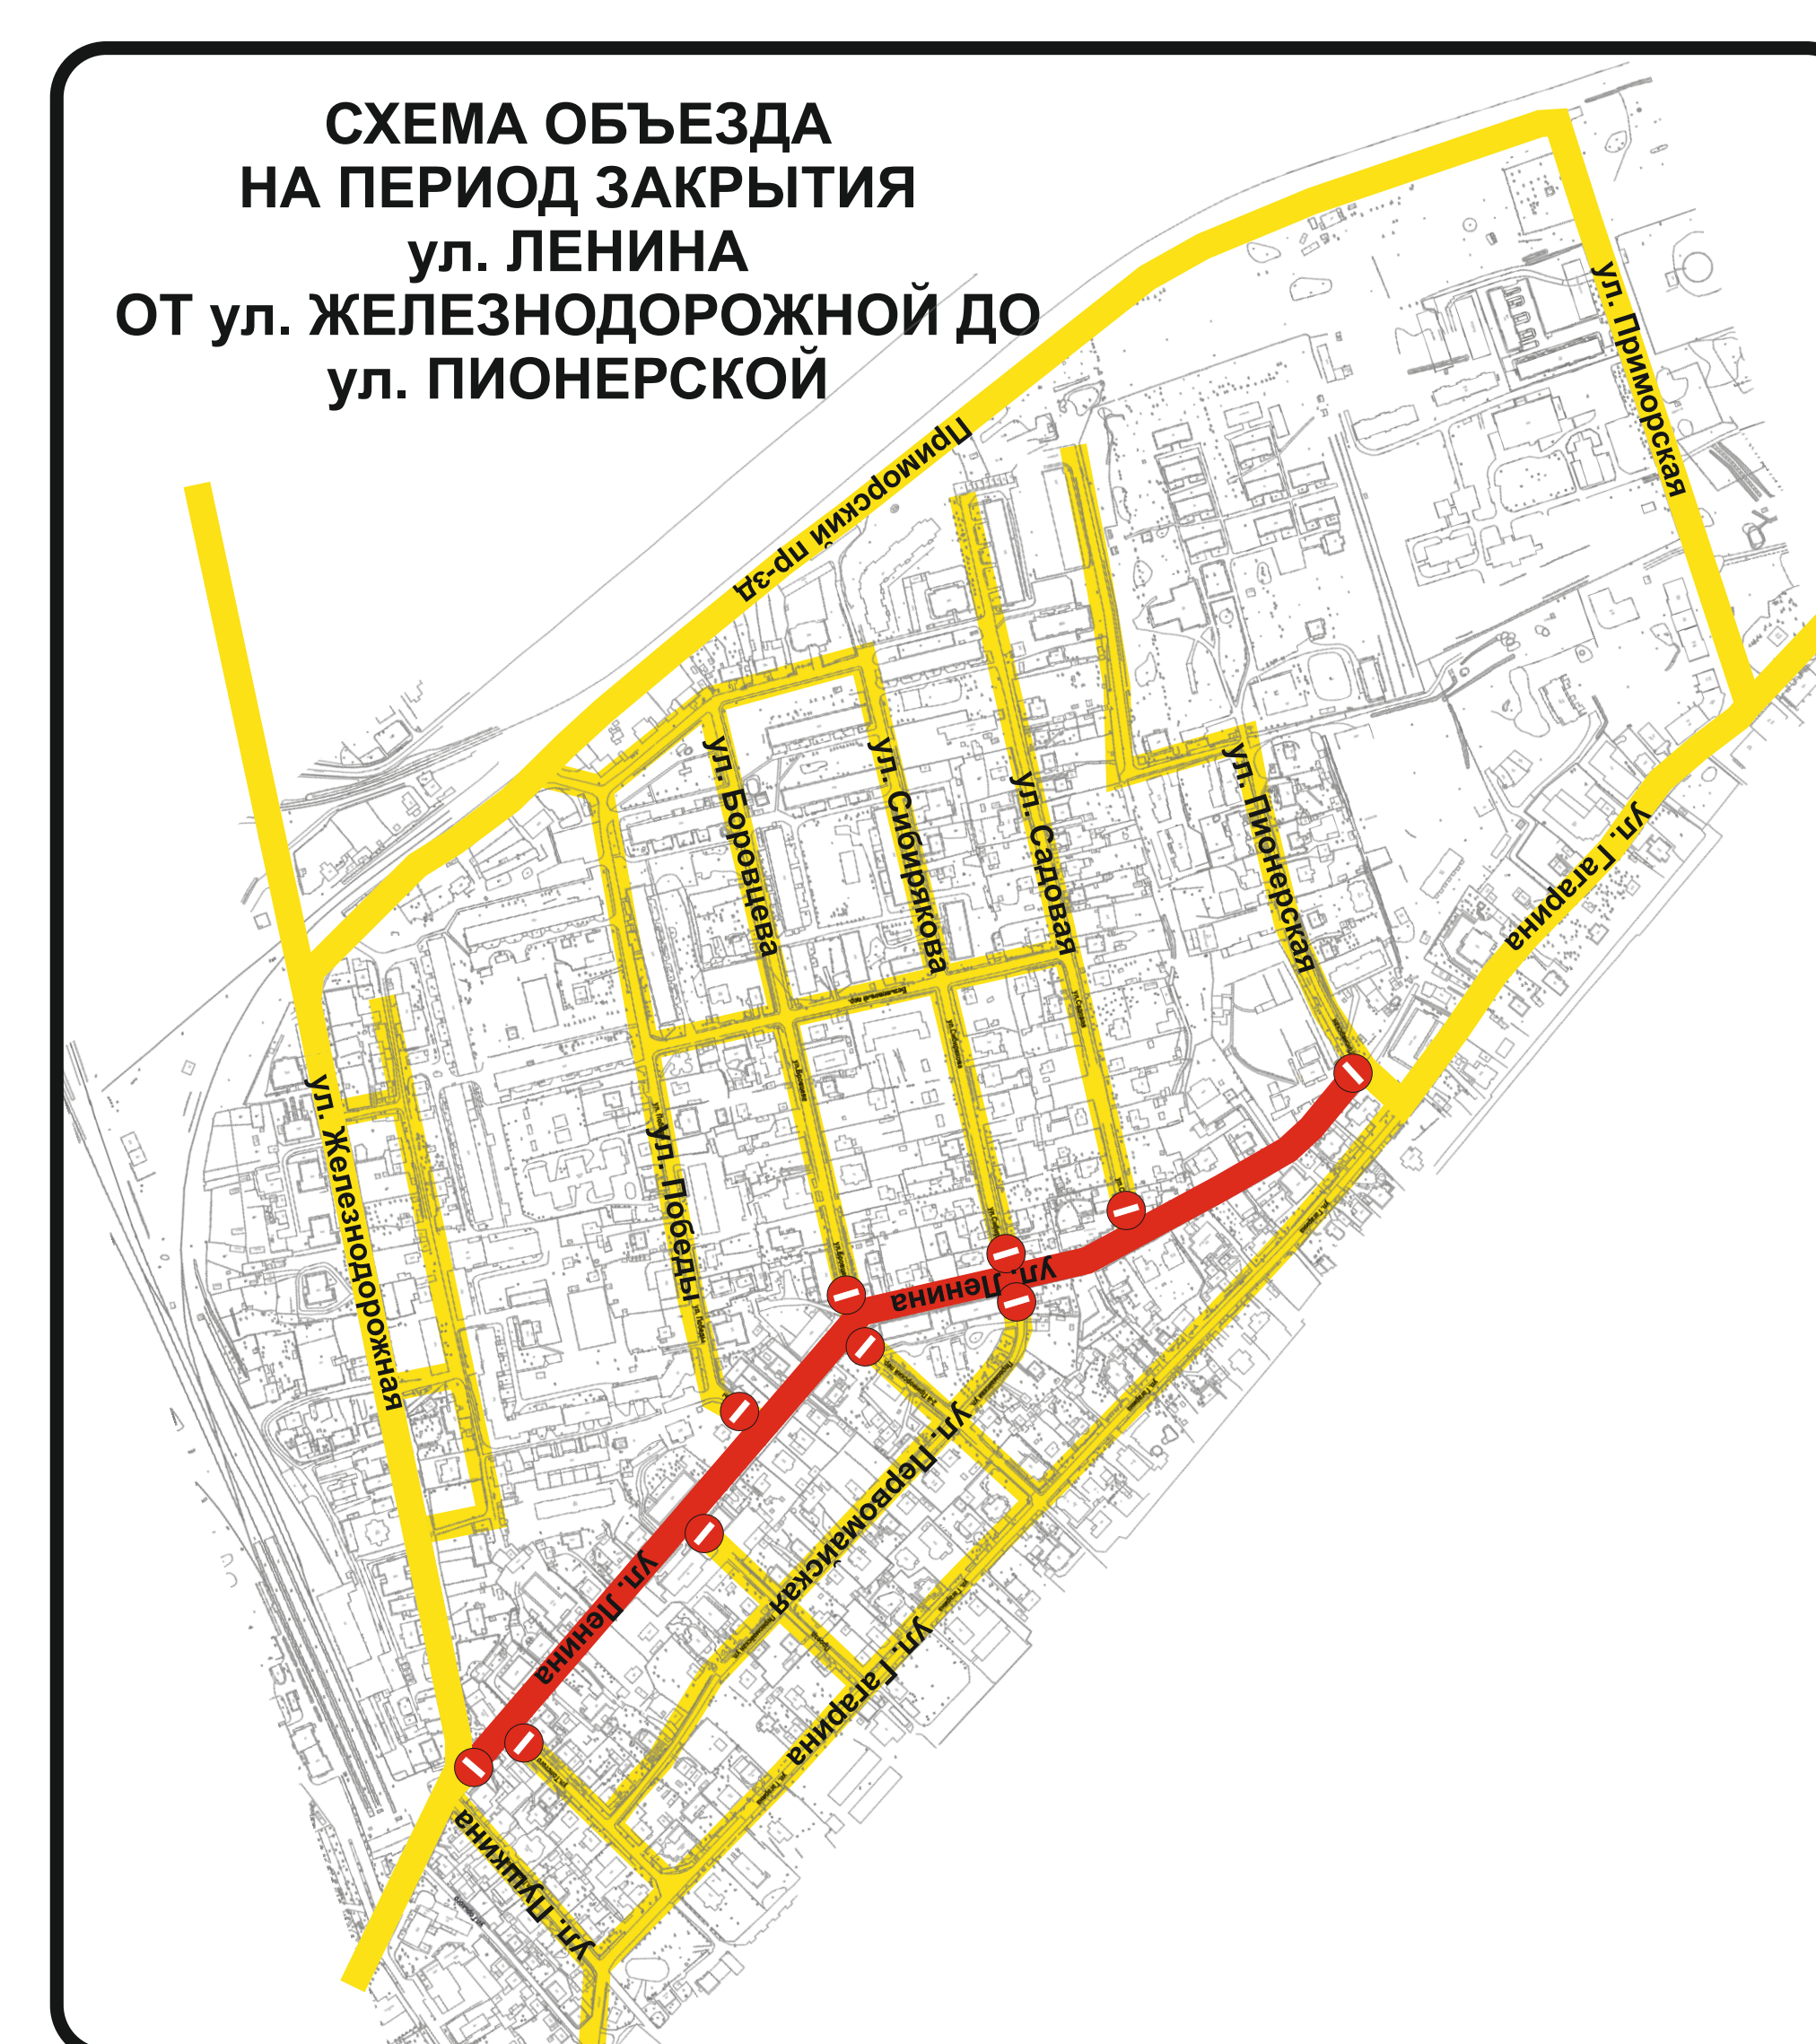 СХЕМА ОБЪЕЗДА
НА ПЕРИОД ЗАКРЫТИЯ
ул. ЛЕНИНА
ОТ ул. ЖЕЛЕЗНОДОРОЖНОЙ ДО
ул. ПИОНЕРСКОЙ
ул. Приморская
Приморский пр-зд
ул. Боровцева
ул. Сибирякова
ул. Садовая
ул. Пионерская
ул. Гагарина
ул. Железнодорожная
ул. Победы
ул. Ленина
ул. Первомайская
ул. Ленина
ул. Гагарина
ул. Пушкина